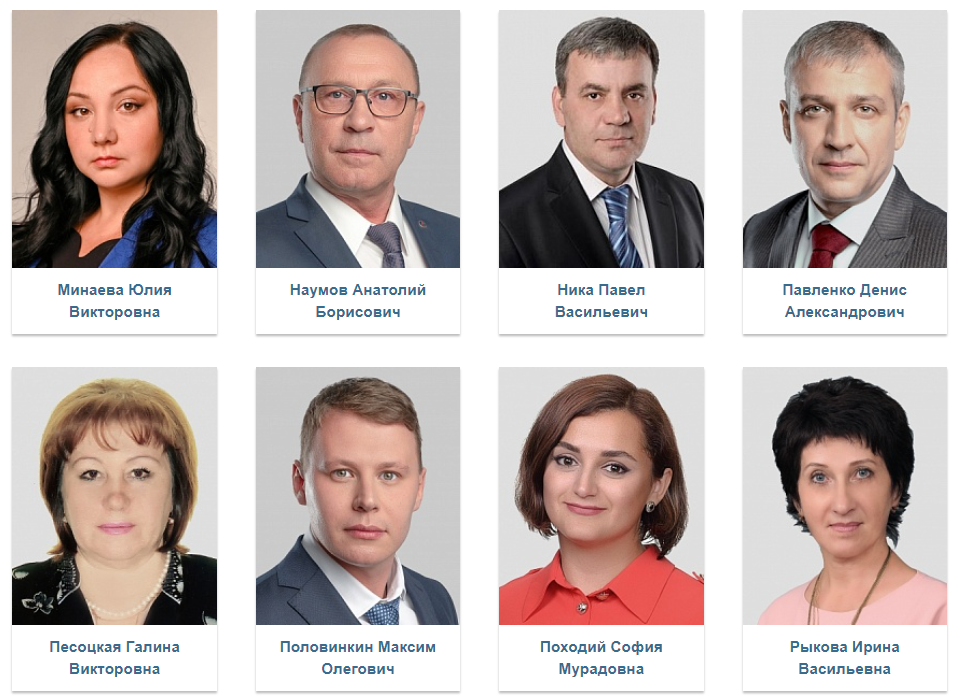 Минаева Юлия
Викторовна
Наумов Анатолий
Борисович
Ника Павел
Васильевич
Павленко Денис
Александрович
Песоцкая Галина
Викторовна
Половинкин Максим
Олегович
Походий София
Мурадовна
Рыкова Ирина
Васильевна